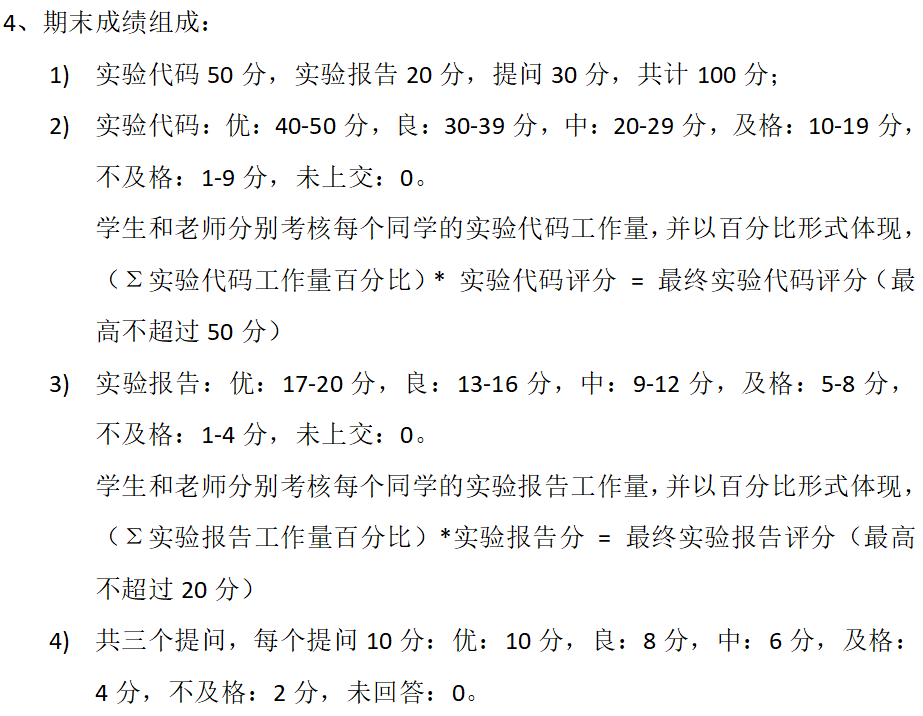 4、期末成绩组成：
1) 实验代码 50 分，实验报告 20 分，提问 30 分，共计 100 分；
2) 实验代码：优：40-50 分，良：30-39 分，中：20-29 分，及格：10-19 分，
不及格：1-9 分，未上交：0。
学生和老师分别考核每个同学的实验代码工作量，并以百分比形式体现，
（Σ实验代码工作量百分比）* 实验代码评分 = 最终实验代码评分（最
高不超过 50 分）
3) 实验报告：优：17-20 分，良：13-16 分，中：9-12 分，及格：5-8 分，
不及格：1-4 分，未上交：0。
学生和老师分别考核每个同学的实验报告工作量，并以百分比形式体现，
（Σ实验报告工作量百分比）*实验报告分 = 最终实验报告评分（最高
不超过 20 分）
4) 共三个提问，每个提问 10 分：优：10 分，良：8 分，中：6 分，及格：
4 分，不及格：2 分，未回答：0。